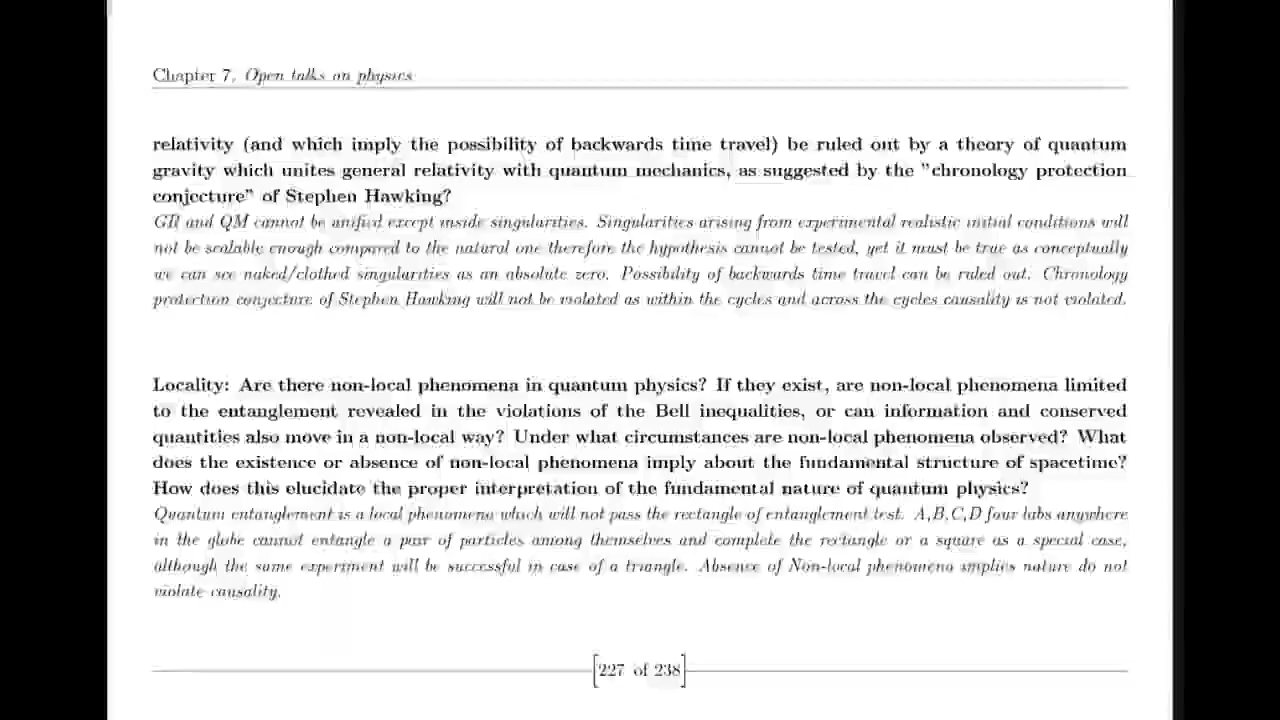 Chapter 7. Open talks on physics
relativity (and which imply the possibility of backwards time travel) be ruled out by a theory of quantum
gravity which unites general relativity with quantum mechanics, as suggested by the "chronology protection
conjecture" of Stephen Hawking?
GR and QM cannot be unified except inside singularities. Singularities arising from experimental realistic initial conditions will
not be scalable enough compared to the natural one therefore the hypothesis cannot be tested, yet it must be true as conceptually
we can see naked/clothed singularities as an absolute zero. Possibility of backwards time travel can be ruled out. Chronology
protection conjecture of Stephen Hawking will not be violated as within the cycles and across the cycles causality is not violated.
Locality: Are there non-local phenomena in quantum physics? If they exist, are non-local phenomena limited
to the entanglement revealed in the violations of the Bell inequalities, or can information and conserved
quantities also move in a non-local way? Under what circumstances are non-local phenomena observed? What
does the existence or absence of non-local phenomena imply about the fundamental structure of spacetime?
How does this elucidate the proper interpretation of the fundamental nature of quantum physics?
Quantum entanglement is a local phenomena which will not pass the rectangle of entanglement test. A,B,C,D four labs anywhere
in the globe cannot entangle a pair of particles among themselves and complete the rectangle or a square as a special case,
although the same experiment will be successful in case of a triangle. Absence of Non-local phenomena implies nature do not
violate causality.
227 of 238